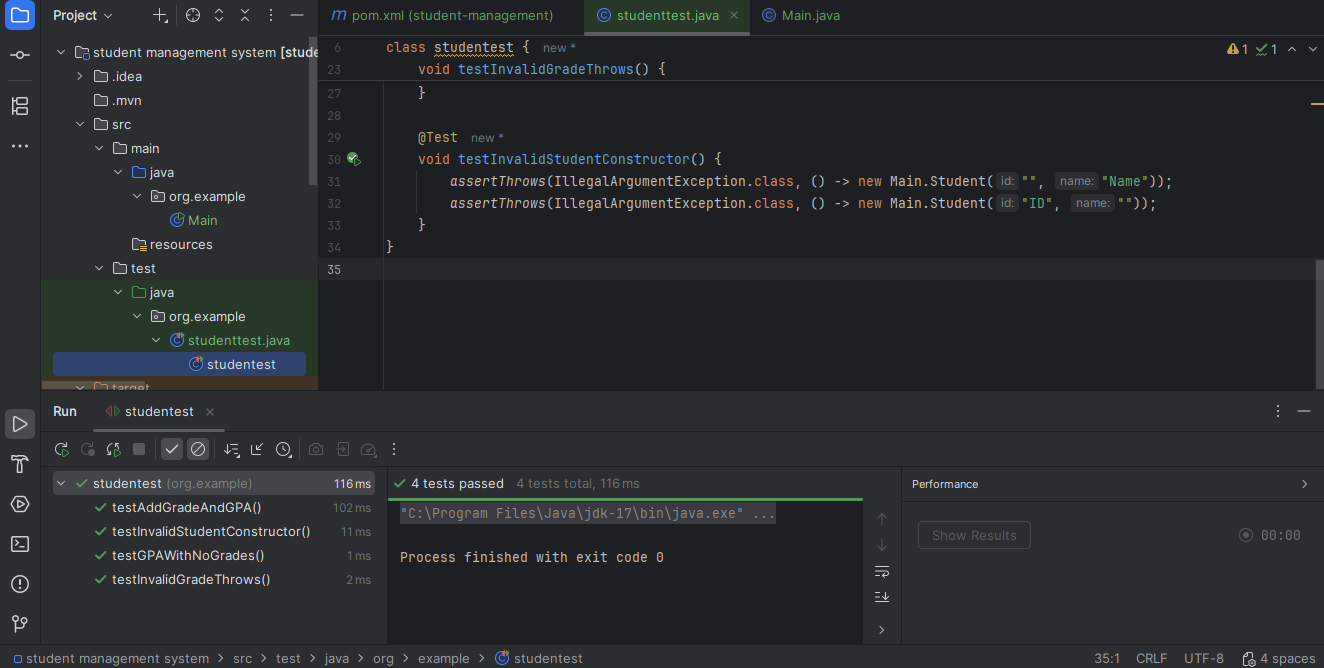 Project
pom.xml (student-management)
studenttest.java
Main.java
student management system [stude
.idea
.mvn
src
main
java
org.example
Main
resources
test
java
org.example
studenttest.java
studentest
target
6 class studentest { new *
23 void testInvalidGradeThrows() {
27 }
28
29 @Test new *
30 void testInvalidStudentConstructor() {
31 assertThrows(IllegalArgumentException.class, () -> new Main.Student( id: "", name: "Name"));
32 assertThrows(IllegalArgumentException.class, () -> new Main.Student( id: "ID", name: ""));
33 }
34 }
35
1 1
Run studentest
studentest (org.example) 116 ms
testAddGradeAndGPA() 102 ms
testInvalidStudentConstructor() 11 ms
testGPAWithNoGrades() 1 ms
testInvalidGradeThrows() 2 ms
4 tests passed 4 tests total, 116 ms
"C:\Program Files\Java\jdk-17\bin\java.exe" ...
Process finished with exit code 0
Performance
Show Results 00:00
student management system > src > test > java > org > example > studentest
35:1 CRLF UTF-8 4 spaces